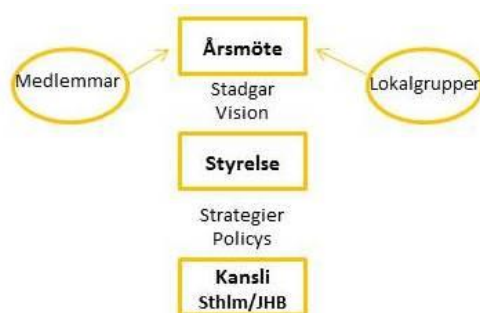 Årsmöte
Medlemmar
Lokalgrupper
Stadgar
Vision
Styrelse
Strategier
Policys
Kansli
Sthlm/JHB